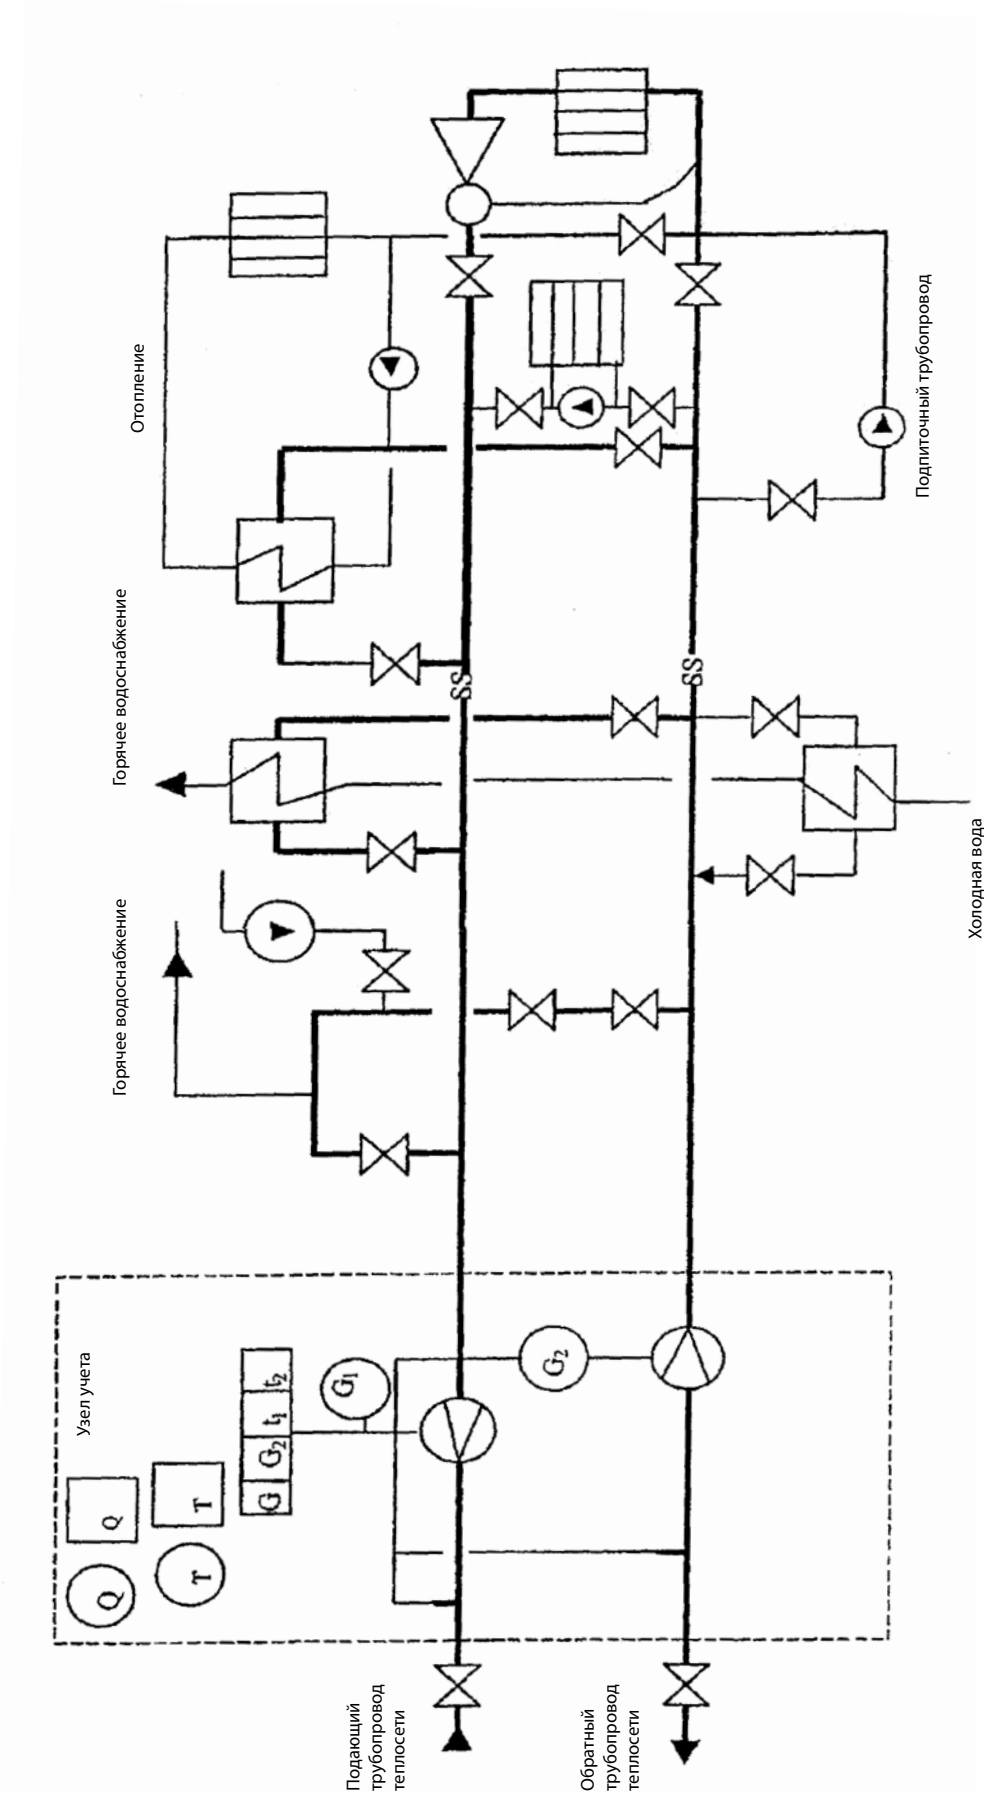 Отопление
Горячее водоснабжение
Горячее водоснабжение
Узел учета
Q
T
Q
T
G
G₂
t₁
t₂
G₁
G₂
Подающий
трубопровод
теплосети
Обратный
трубопровод
теплосети
Подпиточный трубопровод
Холодная вода
SS
SS